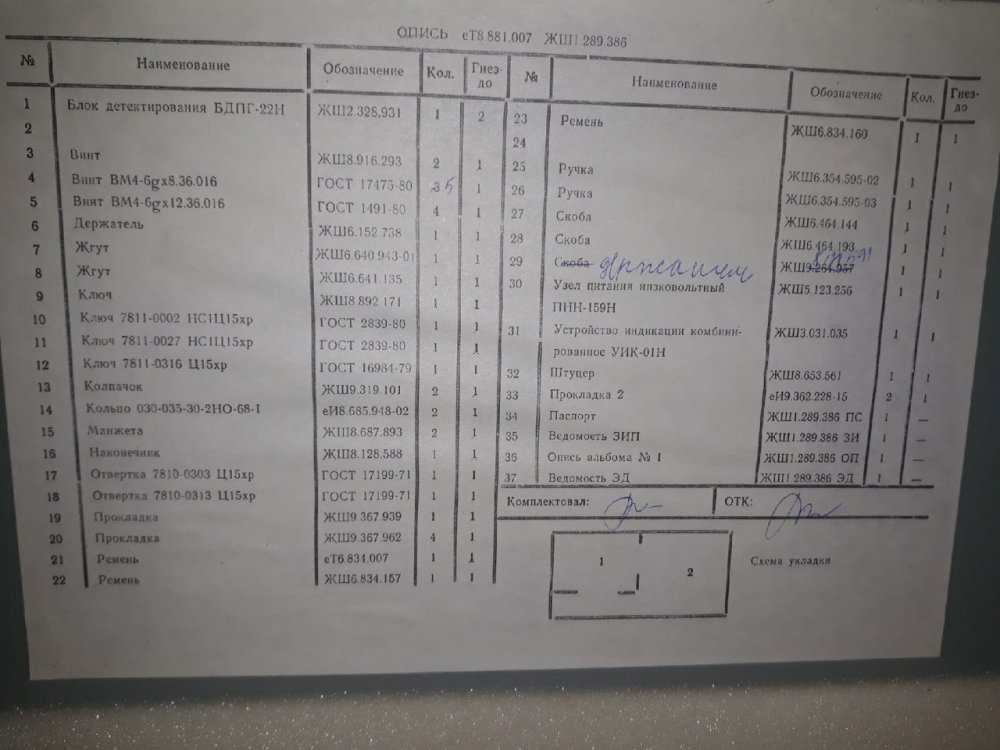 ОПИСЬ еТ8.881.007 ЖШ1.289.386
№ Наименование Обозначение Кол. Гнез-до
1 Блок детектирования БДПГ-22Н ЖШ2.328.931 1 2
2
3 Винт ЖШ8.916.293 2 1
4 Винт ВМ4-6gх8.36.016 ГОСТ 17475-80 3 5 1
5 Винт ВМ4-6gх12.36.016 ГОСТ 1491-80 4 1
6 Держатель ЖШ6.152.738 1 1
7 Жгут ЖШ6.640.943-01 1 1
8 Жгут ЖШ6.641.135 1 1
9 Ключ ЖШ8.892.171 1 1
10 Ключ 7811-0002 НС1Ц15хр ГОСТ 2839-80 1 1
11 Ключ 7811-0027 НС1Ц15хр ГОСТ 2839-80 1 1
12 Ключ 7811-0316 Ц15хр ГОСТ 16984-79 1 1
13 Колпачок ЖШ9.319.101 2 1
14 Кольцо 030-035-30-2НО-68-1 еИ8.685.948-02 2 1
15 Манжета ЖШ8.687.893 2 1
16 Наконечник ЖШ8.128.588 1 1
17 Отвертка 7810-0303 Ц15хр ГОСТ 17199-71 1 1
18 Отвертка 7810-0313 Ц15хр ГОСТ 17199-71 1 1
19 Прокладка ЖШ9.367.939 1 1
20 Прокладка ЖШ9.367.962 4 1
21 Ремень еТ6.834.007 1 1
22 Ремень ЖШ6.834.157 1 1
№ Наименование Обозначение Кол. Гнез-до
23 Ремень ЖШ6.834.160 1 1
24
25 Ручка ЖШ6.354.595-02 1 1
26 Ручка ЖШ6.354.595-03 1 1
27 Скоба ЖШ6.464.144 1 1
28 Скоба ЖШ6.464.193 1 1
29 Скоба держатель ЖШ9.264.957 1 1
30 Узел питания низковольтный ЖШ5.123.256 1 1
ПНН-159Н
31 Устройство индикации комбини- ЖШ3.031.035 1 1
рованное УИК-01Н
32 Штуцер ЖШ8.653.561 1 1
33 Прокладка 2 еИ9.362.228-15 2 1
34 Паспорт ЖШ1.289.386 ПС 1 —
35 Ведомость ЗИП ЖШ1.289.386 ЗИ 1 —
36 Опись альбома № 1 ЖШ1.289.386 ОП 1 —
37 Ведомость ЭД ЖШ1 289.386 ЭД 1 —
Комплектовал: ОТК:
1 2 Схема укладки